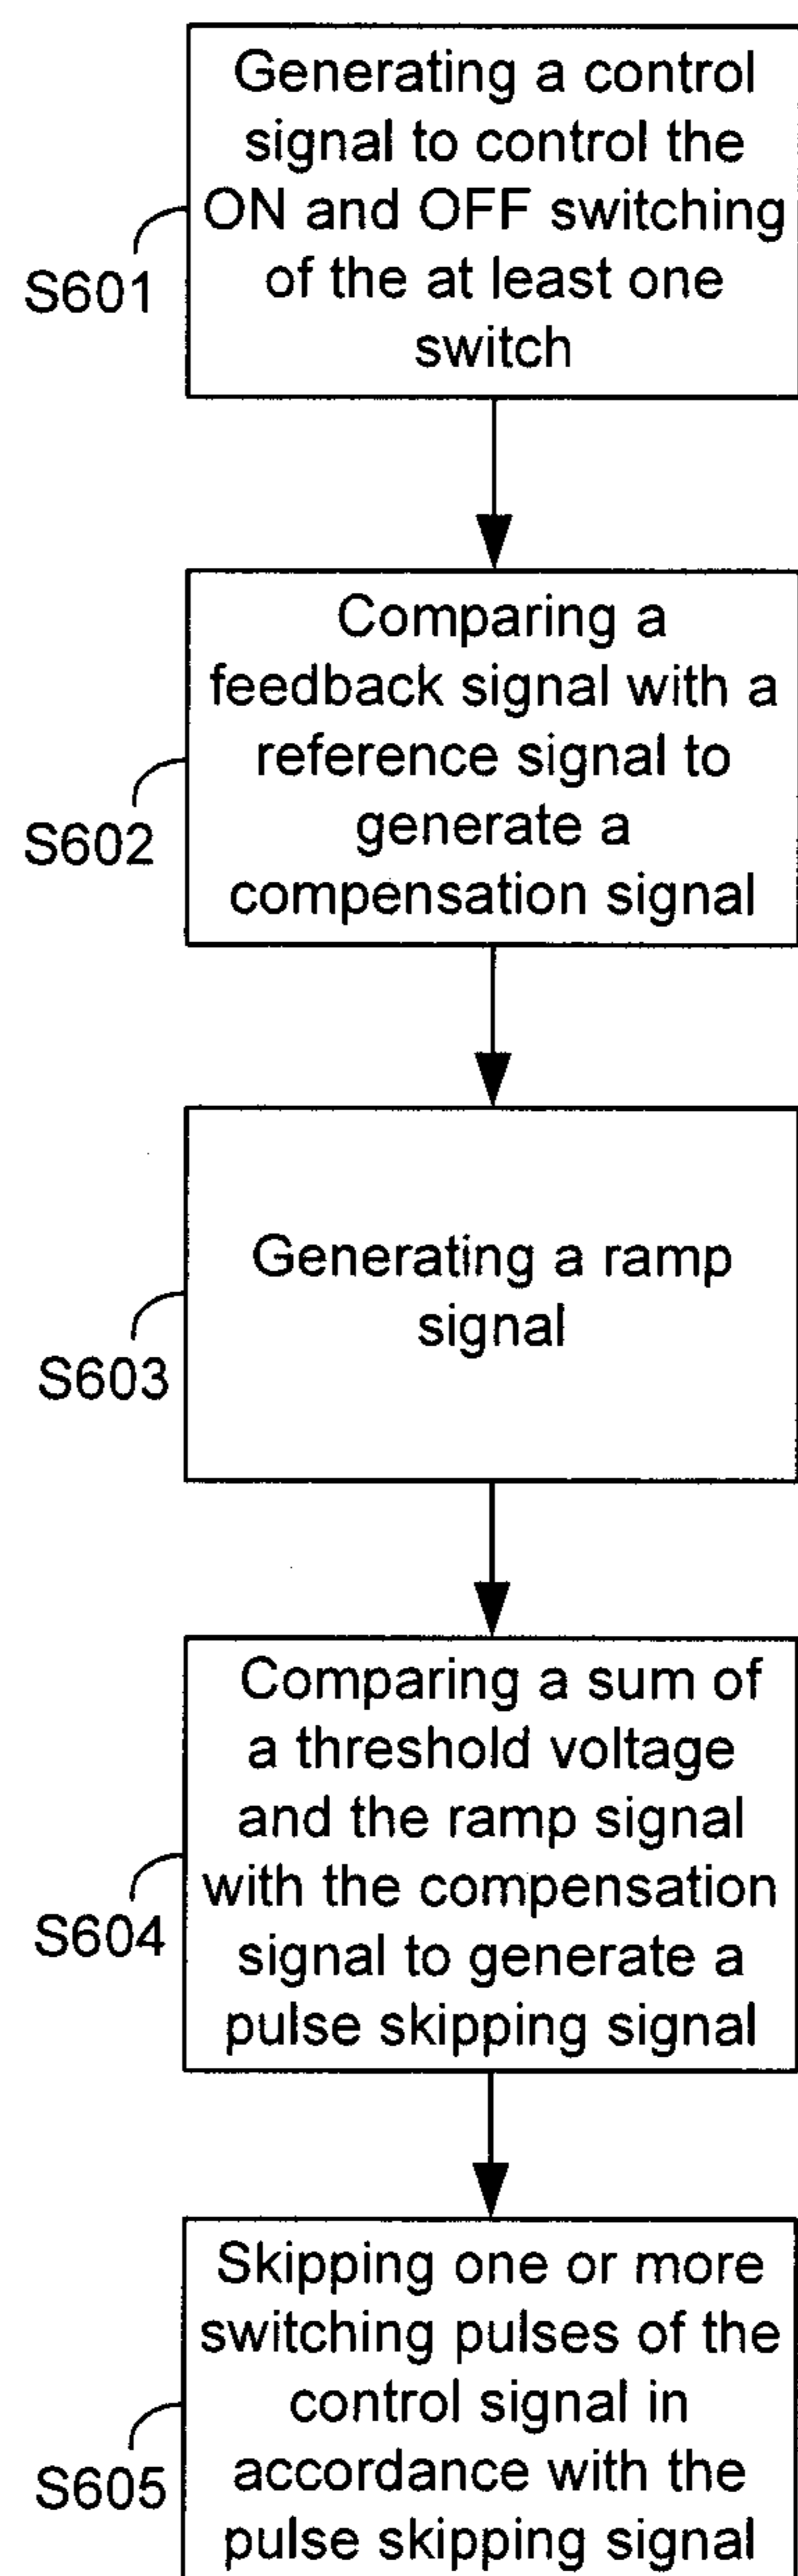 Generating a control
signal to control the
ON and OFF switching
of the at least one
switch
S601
Comparing a
feedback signal with a
reference signal to
generate a
compensation signal
S602
Generating a ramp
signal
S603
Comparing a sum of
a threshold voltage
and the ramp signal
with the compensation
signal to generate a
pulse skipping signal
S604
Skipping one or more
switching pulses of the
control signal in
accordance with the
pulse skipping signal
S605